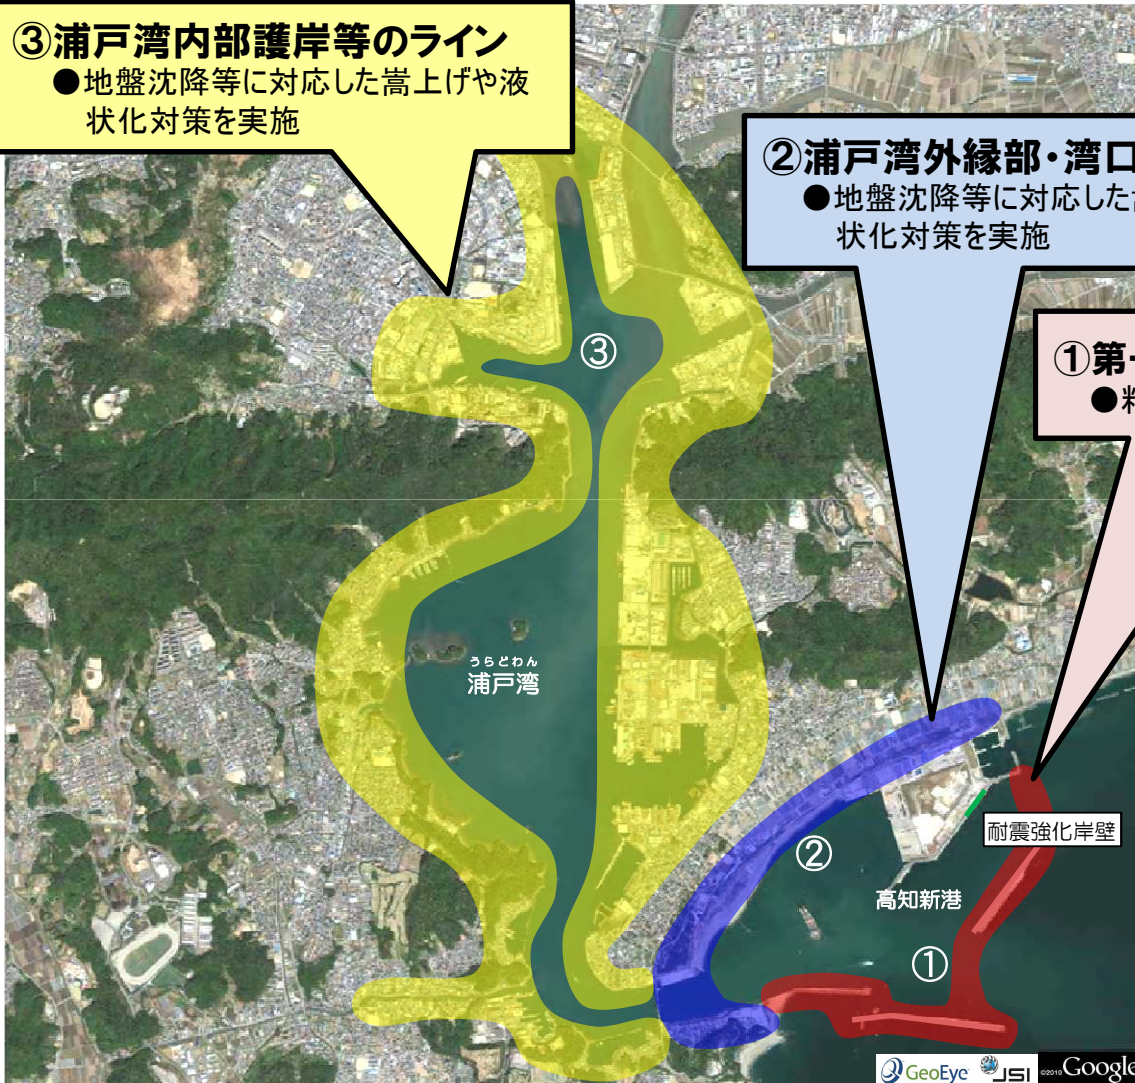 ③浦戸湾内部護岸等のライン
●地盤沈降等に対応した嵩上げや液
状化対策を実施
②浦戸湾外縁部・湾口
●地盤沈降等に対応した
状化対策を実施
①第
●
③
うらどわん
浦戸湾
耐震強化岸壁
②
高知新港
①
GeoEye JSI ©2010 Google